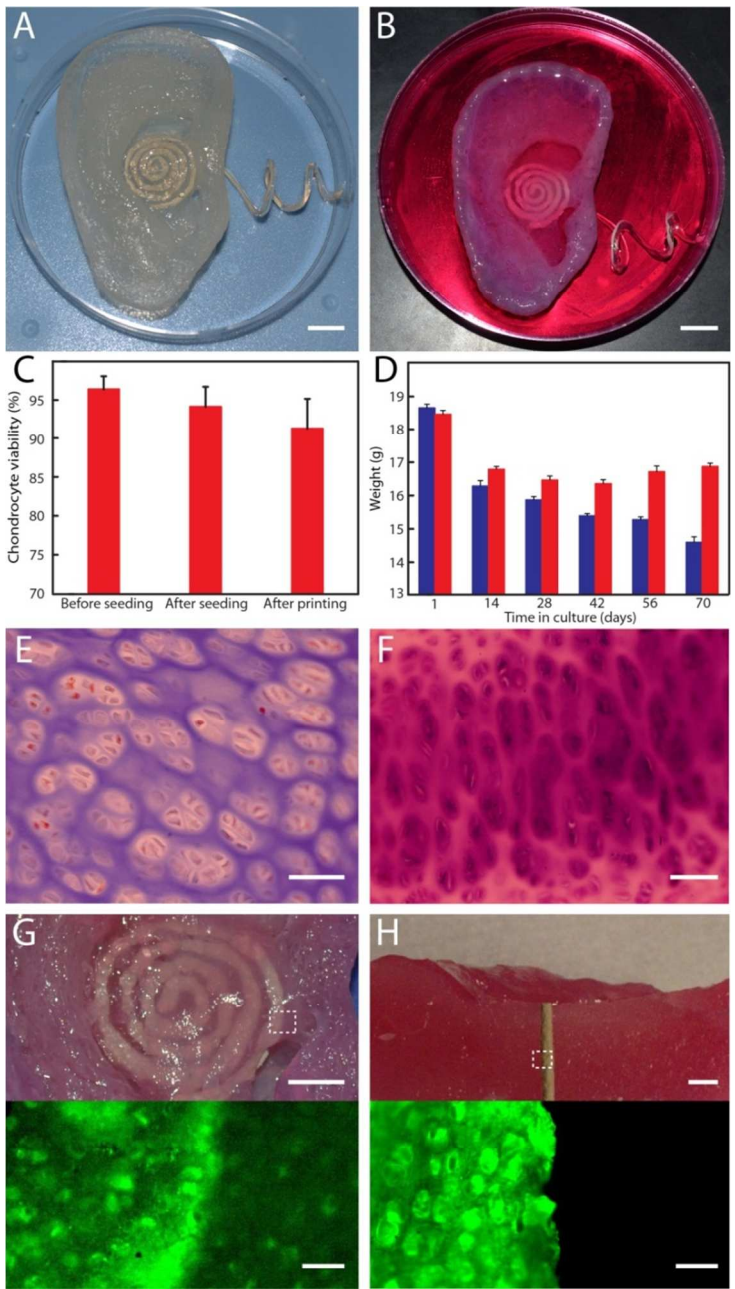 A
B
C
Chondrocyte viability (%)
95
90
85
80
75
70
Before seeding
After seeding
After printing
D
Weight (g)
19
18
17
16
15
14
13
1
14
28
42
56
70
Time in culture (days)
E
F
G
H